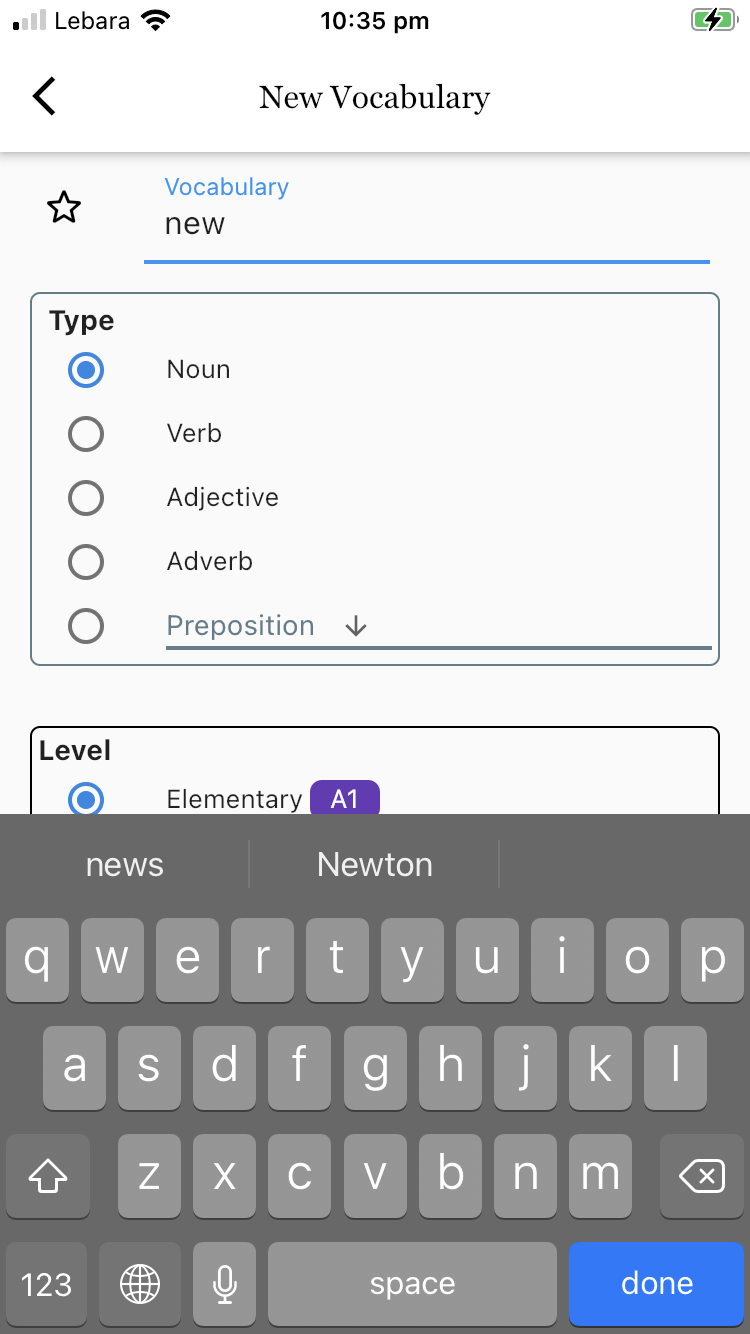 Lebara 10:35 pm
New Vocabulary
Vocabulary
new
Type
Noun
Verb
Adjective
Adverb
Preposition
Level
Elementary A1
news Newton
q w e r t y u i o p
a s d f g h j k l
z x c v b n m
123 space done